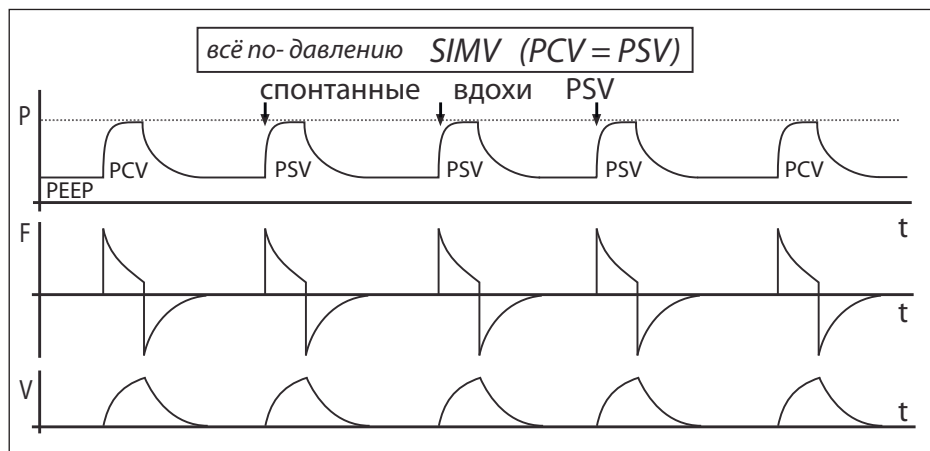 всё по- давлению SIMV (PCV = PSV)
спонтанные вдохи PSV
P
PCV PSV PSV PSV PCV
PEEP
t
F
t
V
t